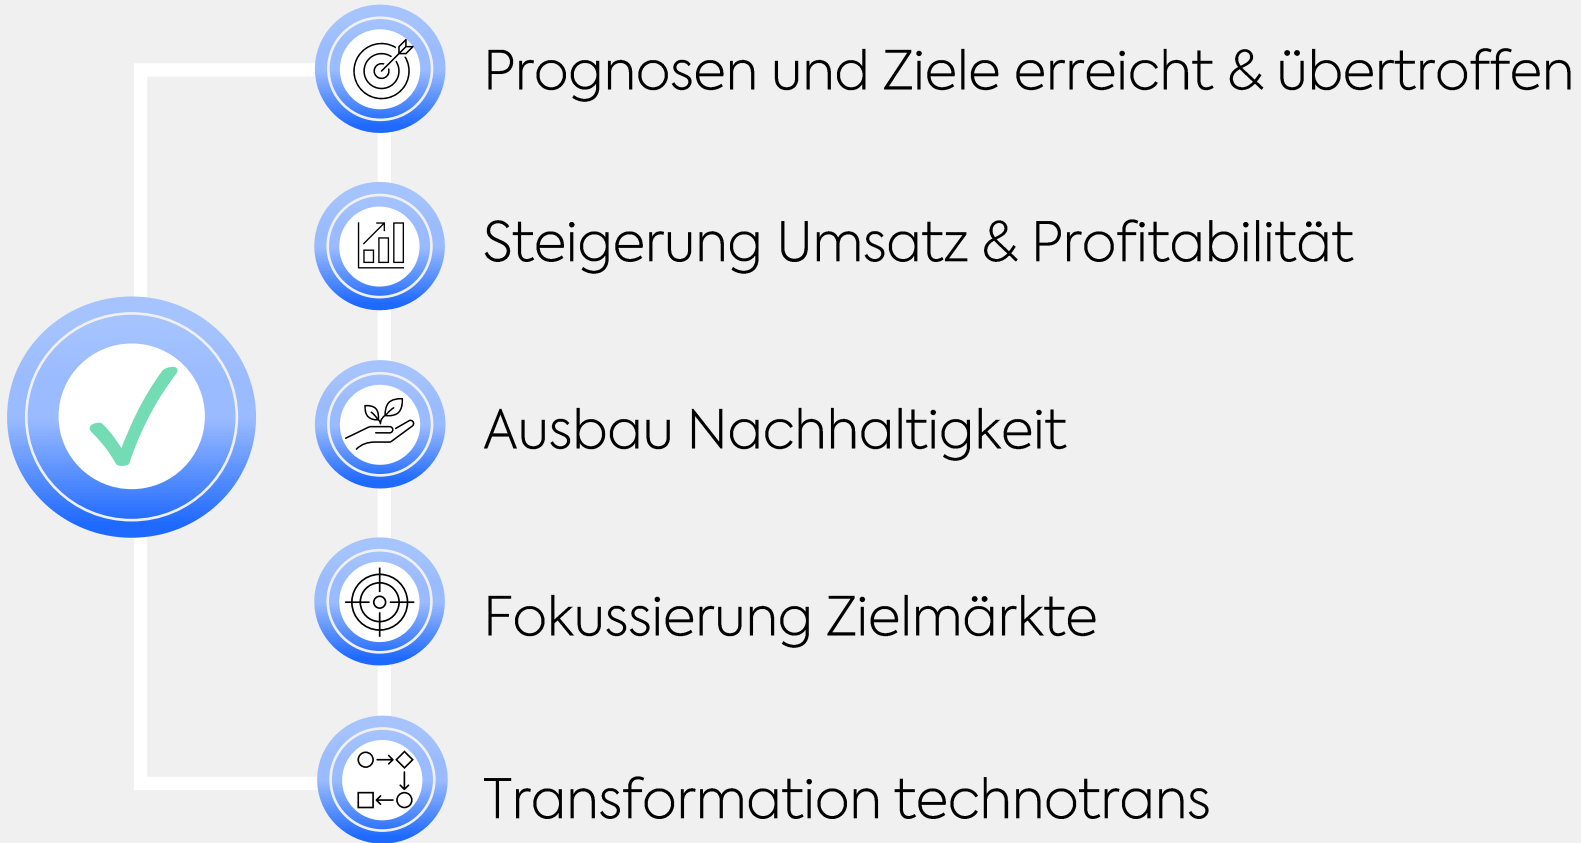 Prognosen und Ziele erreicht & übertroffen
Steigerung Umsatz & Profitabilität
Ausbau Nachhaltigkeit
Fokussierung Zielmärkte
Transformation technotrans